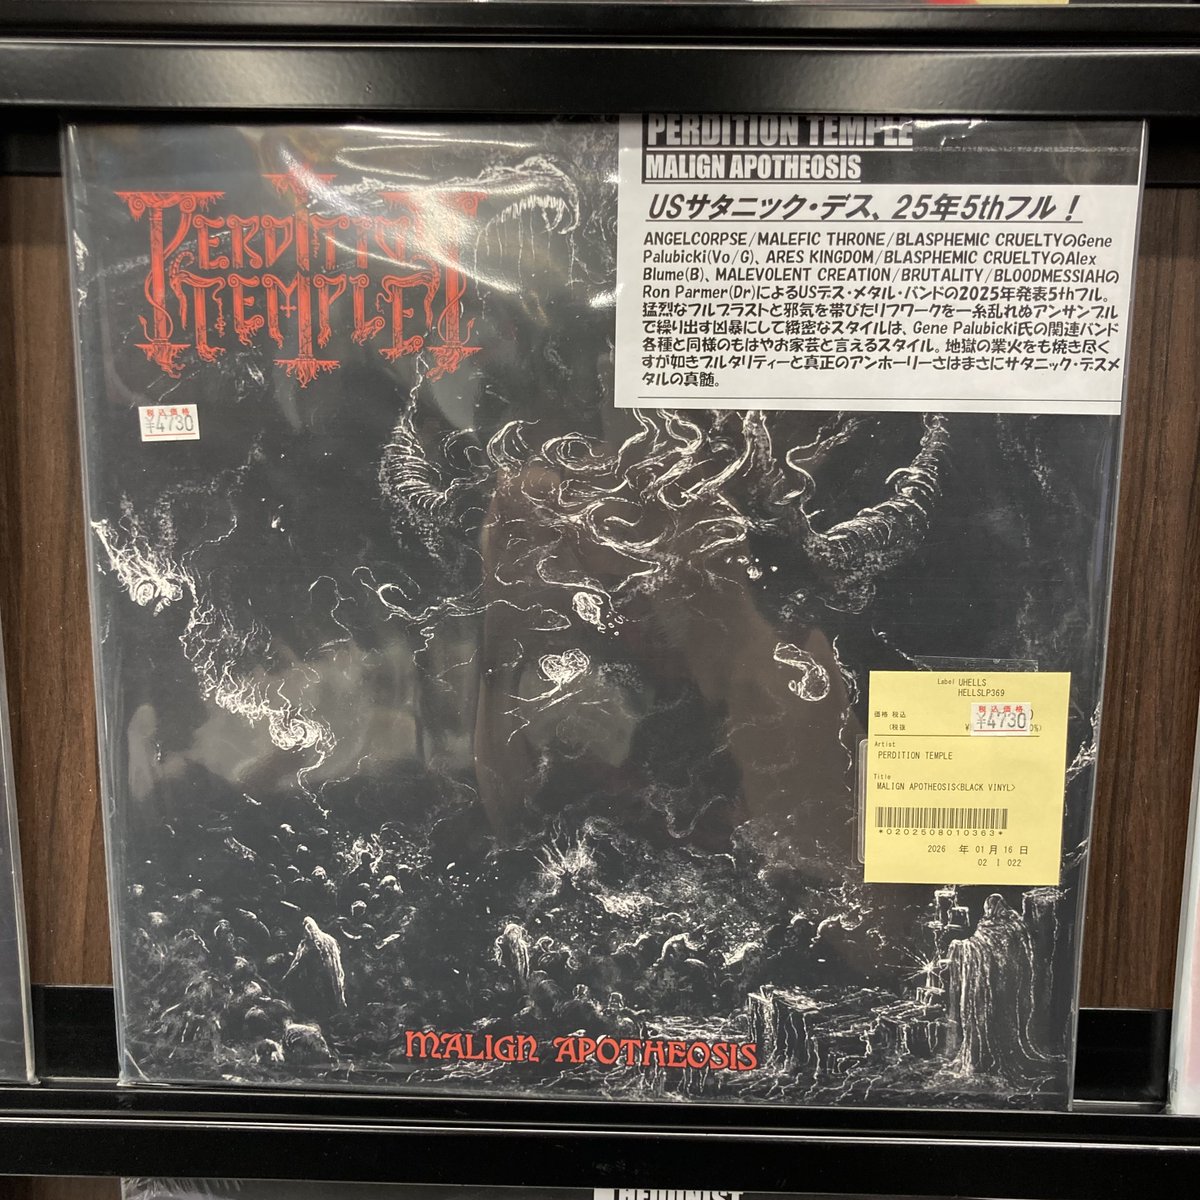 PERDITION TEMPLE
MALIGN APOTHEOSIS
USサタニック・デス、25年5thフル！
ANGELCORPSE/MALEFIC THRONE/BLASPHEMIC CRUELTYのGene
Palubicki(Vo/G)、ARES KINGDOM/BLASPHEMIC CRUELTYのAlex
Blume(B)、MALEVOLENT CREATION/BRUTALITY/BLOODMESSIAHの
Ron Parmer(Dr)によるUSデス・メタル・バンドの2025年発表5thフル。
猛烈なフルブラストと邪気を帯びたリフワークを一糸乱れぬアンサンブル
で繰り出す凶暴にして緻密なスタイルは、Gene Palubicki氏の関連バンド
各種と同様のもはやお家芸と言えるスタイル。地獄の業火をも焼き尽く
すが如きブルタリティーと真正のアンホーリーさはまさにサタニック・デスメ
タルの真髄。
PERDITION
TEMPLE
税込価格
¥4730
Label UHELLS
HELLSLP369
価格 税込
税込価格
¥4730
(税抜 ¥ 0%)
Artist
PERDITION TEMPLE
Title
MALIGN APOTHEOSIS<BLACK VINYL>
*0202508010363*
2026 年 01月 16日
02 I 022
MALIGN APOTHEOSIS
HEDONIST